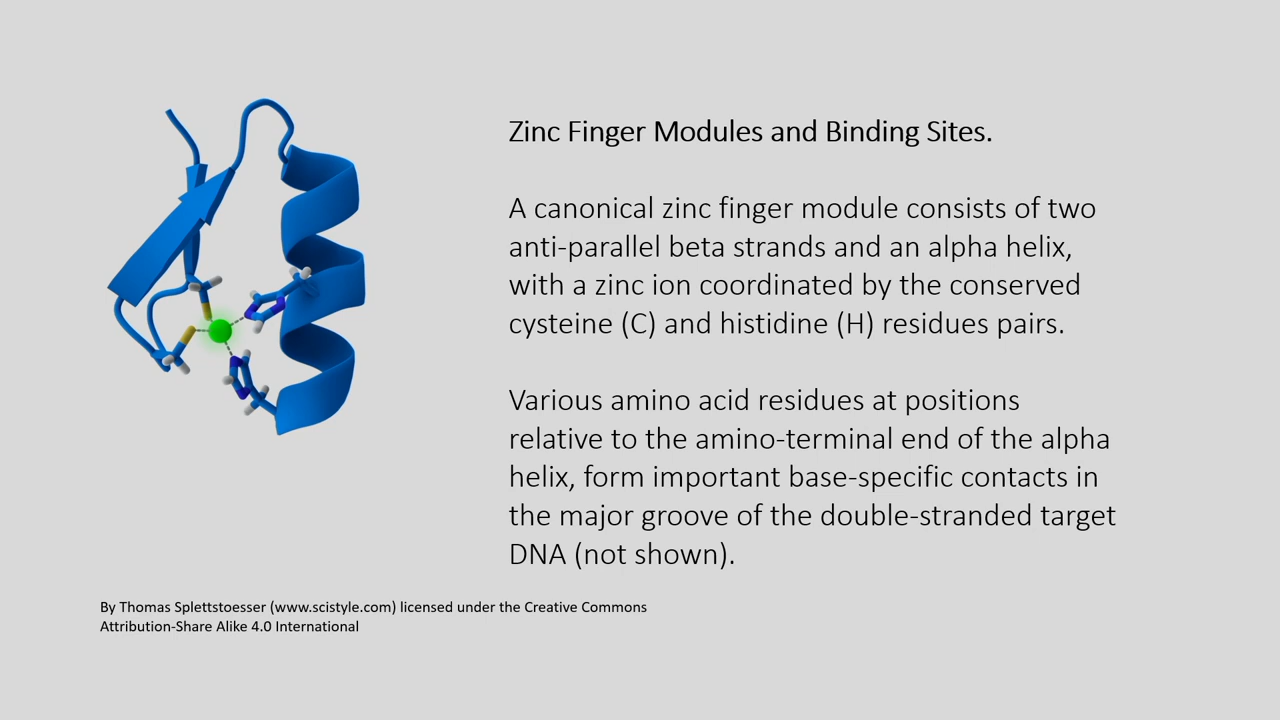 Zinc Finger Modules and Binding Sites.
A canonical zinc finger module consists of two
anti-parallel beta strands and an alpha helix,
with a zinc ion coordinated by the conserved
cysteine (C) and histidine (H) residues pairs.
Various amino acid residues at positions
relative to the amino-terminal end of the alpha
helix, form important base-specific contacts in
the major groove of the double-stranded target
DNA (not shown).
By Thomas Splettstoesser (www.scistyle.com) licensed under the Creative Commons
Attribution-Share Alike 4.0 International